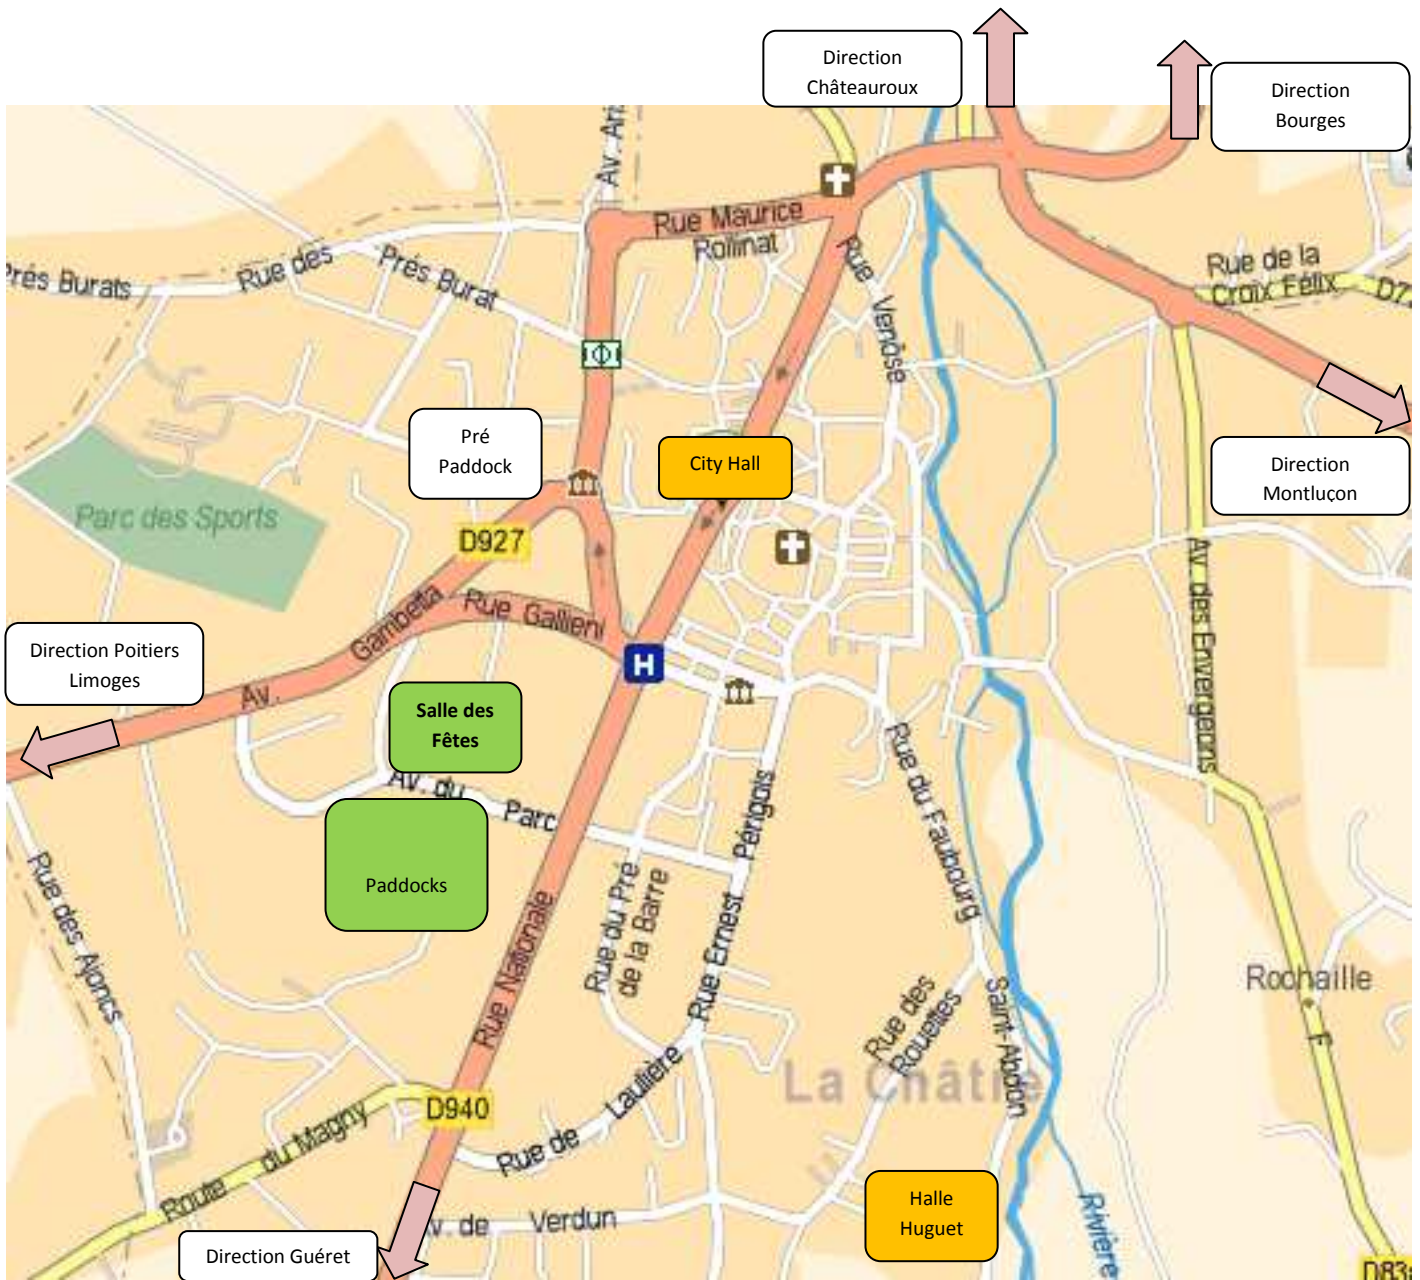 Direction
Châteauroux
Direction
Bourges
Av. Ari
Rue Maurice
Rollinat
Prés Burats
Rue des
Prés Burat
Rue Venôse
Rue de la
Croix Félix
D7
Pré
Paddock
City Hall
Direction
Montluçon
Parc des Sports
D927
Av. des Envergeons
Av. Gambetta
Rue Gallieni
H
Direction Poitiers
Limoges
Salle des
Fêtes
Av. du Parc
Paddocks
Rue des Ajoncs
Rue Nationale
Rue du Pré
de la Barre
Rue Ernest Périgois
Rue du Faubourg Saint-Abdon
Rue des
Rouettes
Rochaille
F
La Châtre
D940
Rue de Laulière
Route du Magny
v. de Verdun
Halle
Huguet
Rivière
Direction Guéret
D83